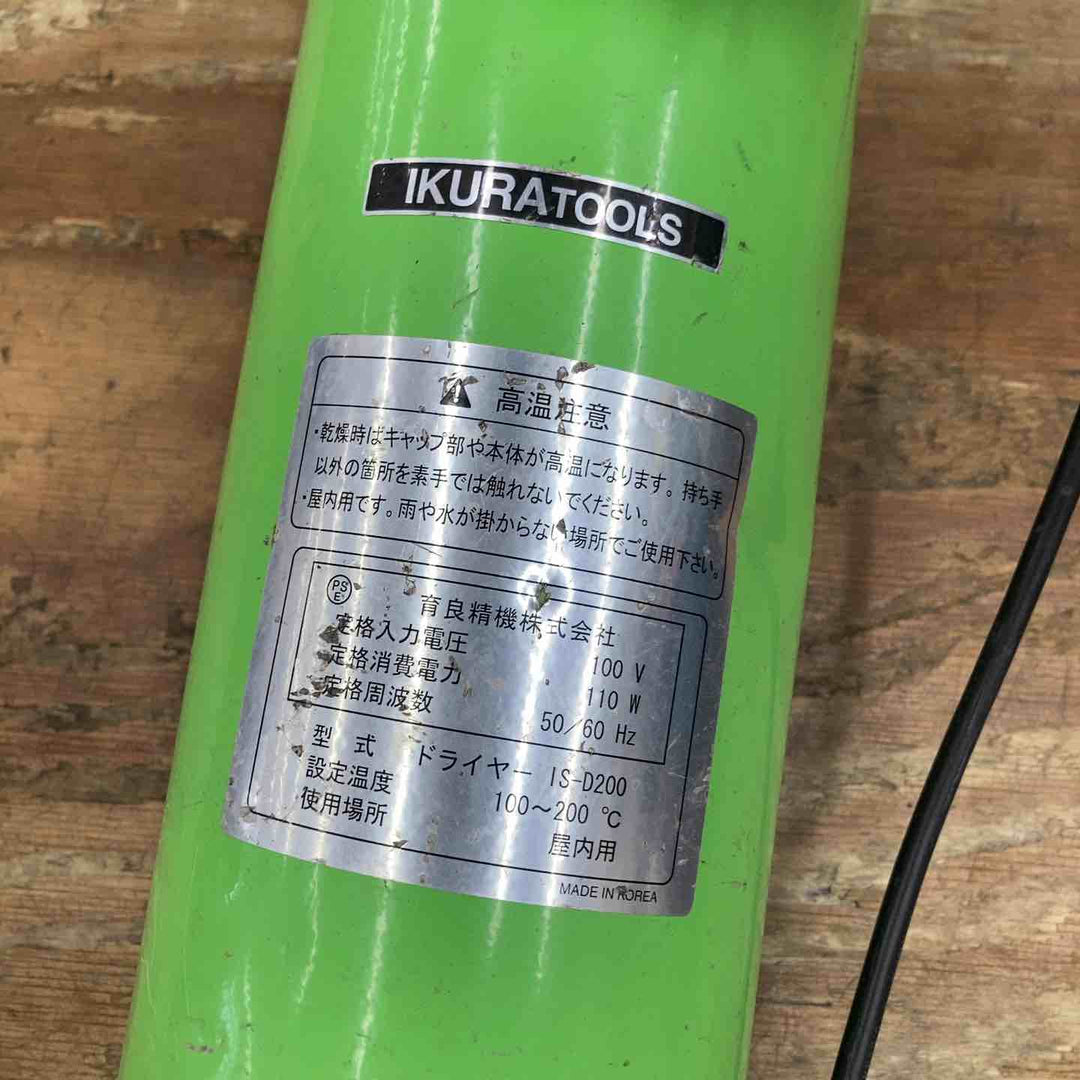 IKURATOOLS
高温注意
・乾燥時はキャップ部や本体が高温になります。持ち手
以外の箇所を素手では触れないでください。
・屋内用です。雨や水が掛からない場所でご使用下さい。
PS
E
育良精機株式会社
定格入力電圧 100 V
定格消費電力 110 W
定格周波数 50/60 Hz
型式 ドライヤー IS-D200
設定温度 100～200 ℃
使用場所 屋内用
MADE IN KOREA